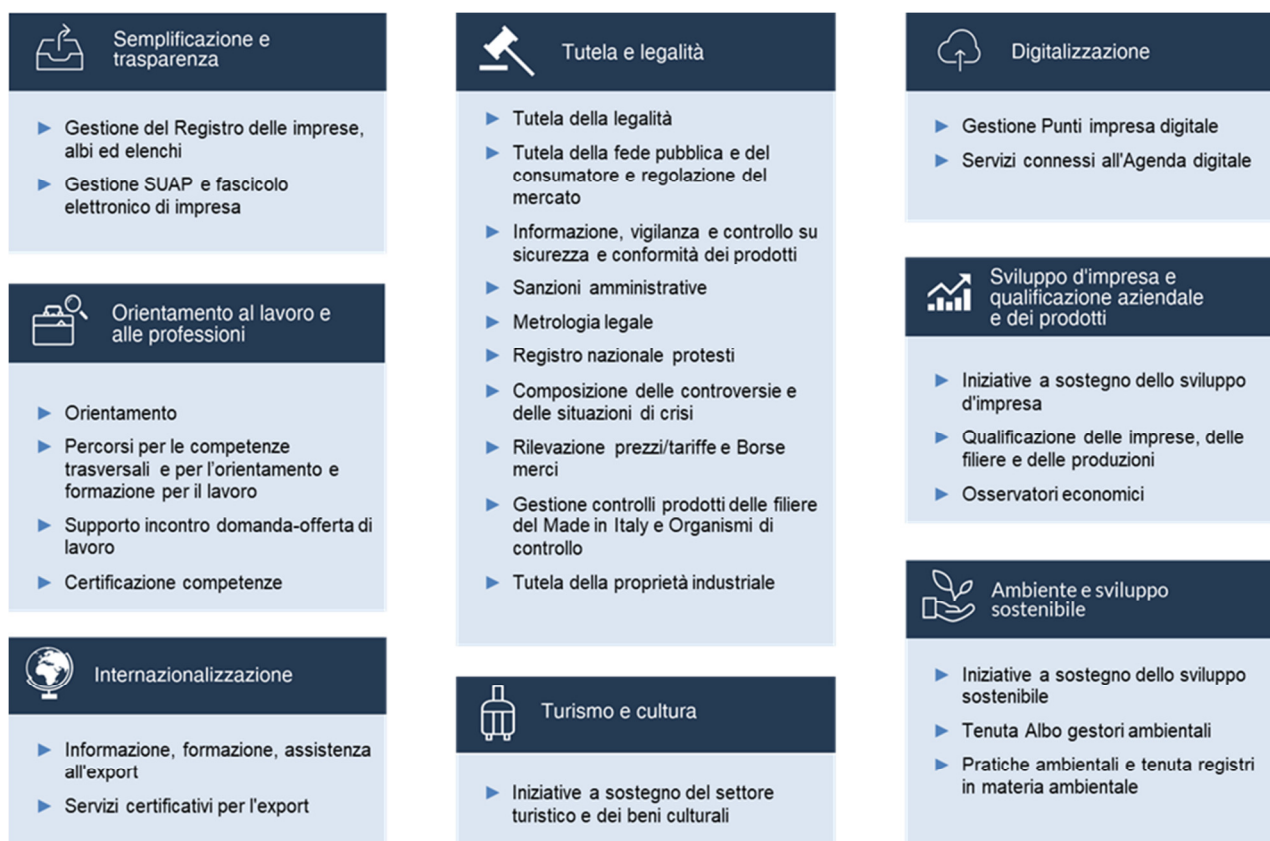 Semplificazione e
trasparenza
Gestione del Registro delle imprese,
albi ed elenchi
Gestione SUAP e fascicolo
elettronico di impresa
Orientamento al lavoro e
alle professioni
Orientamento
Percorsi per le competenze
trasversali e per l'orientamento e
formazione per il lavoro
Supporto incontro domanda-offerta di
lavoro
Certificazione competenze
Internazionalizzazione
Informazione, formazione, assistenza
all'export
Servizi certificativi per l'export
Tutela e legalità
Tutela della legalità
Tutela della fede pubblica e del
consumatore e regolazione del
mercato
Informazione, vigilanza e controllo su
sicurezza e conformità dei prodotti
Sanzioni amministrative
Metrologia legale
Registro nazionale protesti
Composizione delle controversie e
delle situazioni di crisi
Rilevazione prezzi/tariffe e Borse
merci
Gestione controlli prodotti delle filiere
del Made in Italy e Organismi di
controllo
Tutela della proprietà industriale
Turismo e cultura
Iniziative a sostegno del settore
turistico e dei beni culturali
Digitalizzazione
Gestione Punti impresa digitale
Servizi connessi all'Agenda digitale
Sviluppo d'impresa e
qualificazione aziendale
e dei prodotti
Iniziative a sostegno dello sviluppo
d'impresa
Qualificazione delle imprese, delle
filiere e delle produzioni
Osservatori economici
Ambiente e sviluppo
sostenibile
Iniziative a sostegno dello sviluppo
sostenibile
Tenuta Albo gestori ambientali
Pratiche ambientali e tenuta registri
in materia ambientale